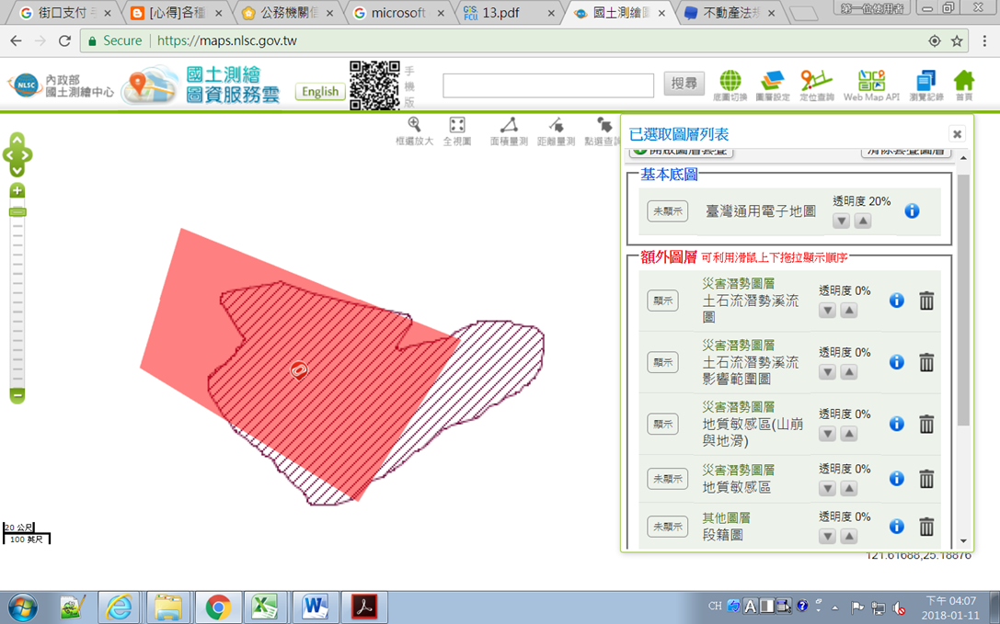 街口支付 手
[心得]各種
公務機關信
microsoft
13.pdf
國土測繪圖
不動產法規
第一位使用者
Secure https://maps.nlsc.gov.tw
NLSC 內政部 國土測繪中心
國土測繪
圖資服務雲
English
手機版
搜尋
底圖切換
圖層設定
定位查詢
Web Map API
瀏覽記錄
首頁
框選放大
全視圖
面積量測
距離量測
點選查詢
已選取圖層列表
開啟圖層套疊
清除套疊圖層
基本底圖
未顯示
臺灣通用電子地圖
透明度 20%
額外圖層 可利用滑鼠上下拖拉顯示順序
顯示
災害潛勢圖層
土石流潛勢溪流
圖
透明度 0%
顯示
災害潛勢圖層
土石流潛勢溪流
影響範圍圖
透明度 0%
顯示
災害潛勢圖層
地質敏感區(山崩
與地滑)
透明度 0%
未顯示
災害潛勢圖層
地質敏感區
透明度 0%
未顯示
其他圖層
段籍圖
透明度 0%
20 公尺
100 英尺
121.61688,25.18876
CH
下午 04:07
2018-01-11